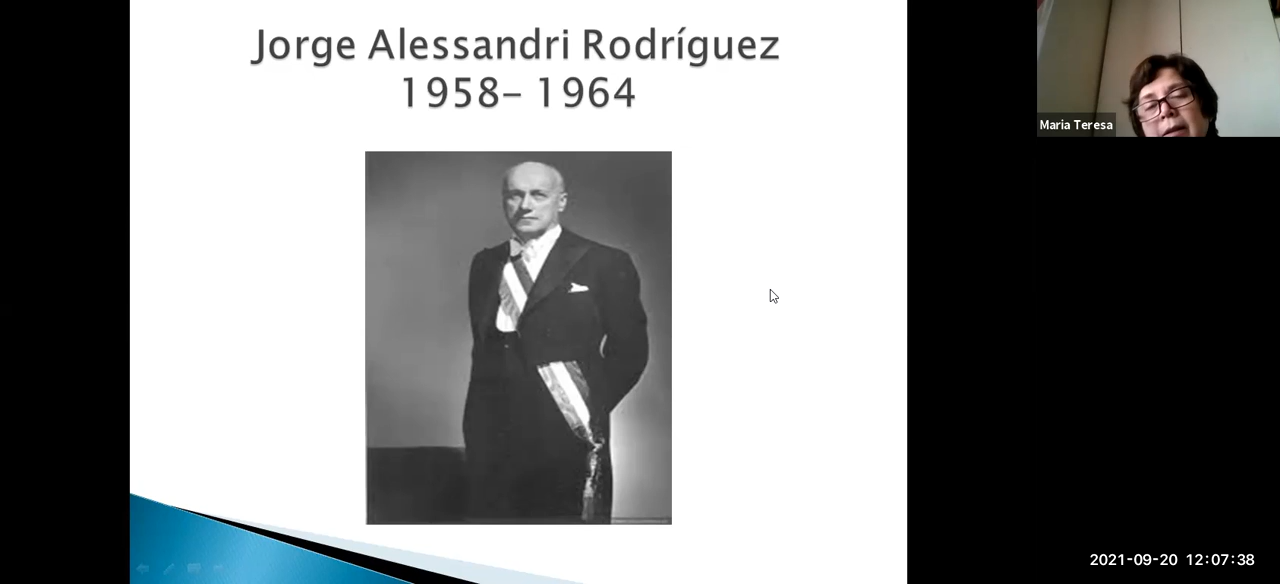 Jorge Alessandri Rodríguez
1958– 1964
Maria Teresa
2021-09-20 12:07:38